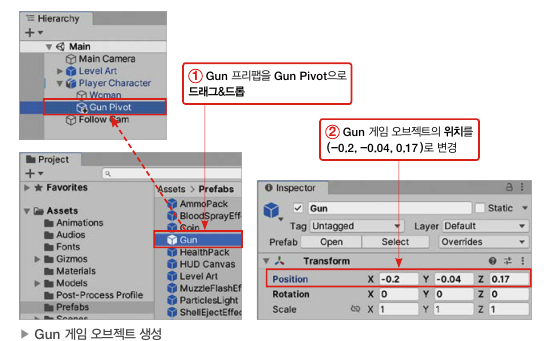 Hierarchy
Main
Main Camera
Level Art
Player Character
Woman
Gun Pivot
Follow Cam
① Gun 프리팹을 Gun Pivot으로
드래그&드롭
② Gun 게임 오브젝트의 위치를
(-0.2, -0.04, 0.17)로 변경
Project
Favorites
Assets
Animations
Audios
Fonts
Gizmos
Materials
Models
Post-Process Profile
Prefabs
Scenes
Assets > Prefabs
AmmoPack
BloodSprayEffe
Coin
Gun
HealthPack
HUD Canvas
Level Art
MuzzleFlashEf
ParticlesLight
ShellEjectEffec
Inspector
Gun Static
Tag Untagged Layer Default
Prefab Open Select Overrides
Transform
Position X -0.2 Y -0.04 Z 0.17
Rotation X 0 Y 0 Z 0
Scale X 1 Y 1 Z 1
▶ Gun 게임 오브젝트 생성